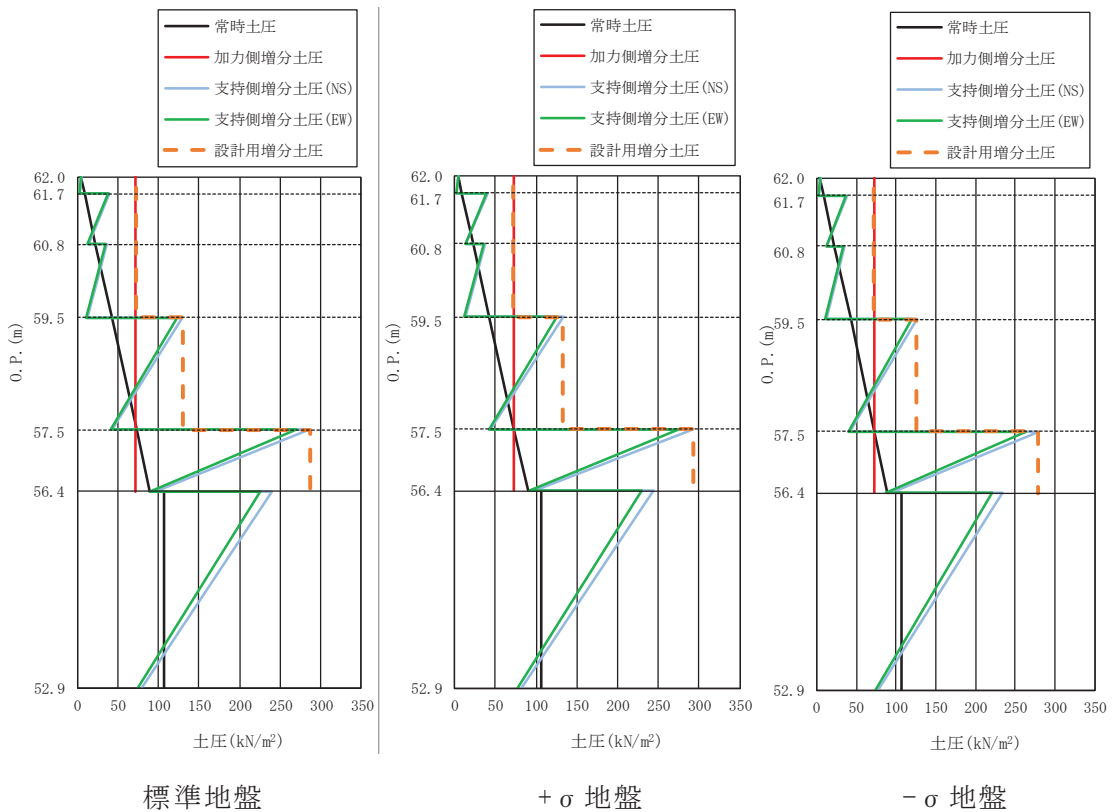 常時土圧
加力側増分土圧
支持側増分土圧(NS)
支持側増分土圧(EW)
設計用増分土圧
62.0
61.7
60.8
59.5
57.5
56.4
52.9
O.P.(m)
0 50 100 150 200 250 300 350
土圧(kN/m²)
標準地盤
常時土圧
加力側増分土圧
支持側増分土圧(NS)
支持側増分土圧(EW)
設計用増分土圧
62.0
61.7
60.8
59.5
57.5
56.4
52.9
O.P.(m)
0 50 100 150 200 250 300 350
土圧(kN/m²)
+σ 地盤
常時土圧
加力側増分土圧
支持側増分土圧(NS)
支持側増分土圧(EW)
設計用増分土圧
62.0
61.7
60.8
59.5
57.5
56.4
52.9
O.P.(m)
0 50 100 150 200 250 300 350
土圧(kN/m²)
−σ 地盤